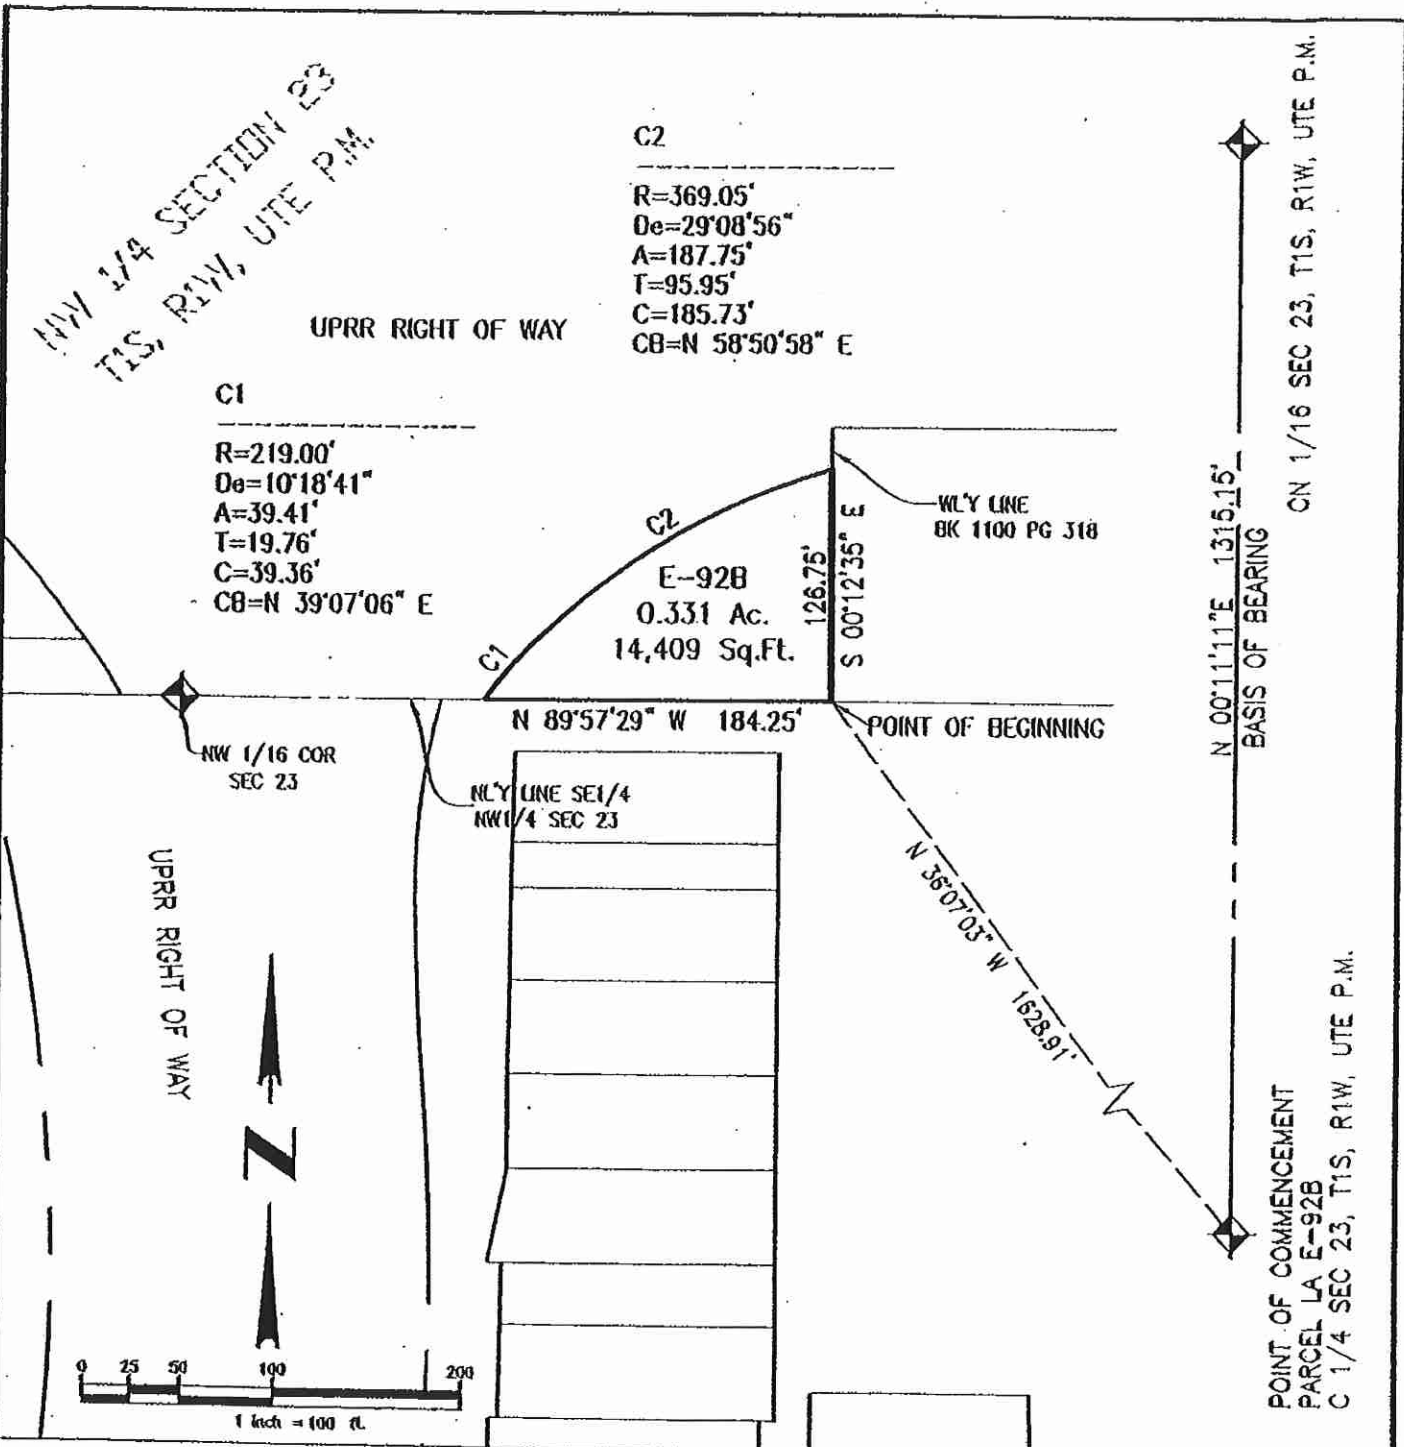 NW 1/4 SECTION 23
T1S, R1W, UTE P.M.
C2
R=369.05'
De=29°08'56"
A=187.75'
T=95.95'
C=185.73'
CB=N 58°50'58" E
UPRR RIGHT OF WAY
C1
R=219.00'
De=10°18'41"
A=39.41'
T=19.76'
C=39.36'
CB=N 39°07'06" E
CN 1/16 SEC 23, T1S, R1W, UTE P.M.
N 00°11'11"E 1315.15'
BASIS OF BEARING
WL'Y LINE
BK 1100 PG 318
C2
C1
E-92B
0.331 Ac.
14,409 Sq.Ft.
126.75'
S 00°12'35" E
N 89°57'29" W 184.25'
POINT OF BEGINNING
NW 1/16 COR
SEC 23
NL'Y LINE SE1/4
NW1/4 SEC 23
N 36°07'03" W 1628.91'
UPRR RIGHT OF WAY
N
POINT OF COMMENCEMENT
PARCEL LA E-92B
C 1/4 SEC 23, T1S, R1W, UTE P.M.
0 25 50 100 200
1 inch = 100 ft.